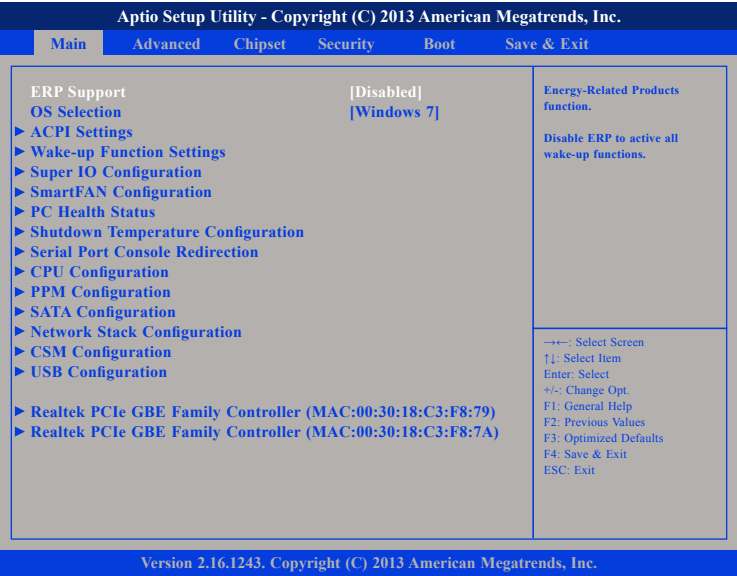 Aptio Setup Utility - Copyright (C) 2013 American Megatrends, Inc.
Main Advanced Chipset Security Boot Save & Exit
ERP Support [Disabled]
OS Selection [Windows 7]
► ACPI Settings
► Wake-up Function Settings
► Super IO Configuration
► SmartFAN Configuration
► PC Health Status
► Shutdown Temperature Configuration
► Serial Port Console Redirection
► CPU Configuration
► PPM Configuration
► SATA Configuration
► Network Stack Configuration
► CSM Configuration
► USB Configuration
► Realtek PCIe GBE Family Controller (MAC:00:30:18:C3:F8:79)
► Realtek PCIe GBE Family Controller (MAC:00:30:18:C3:F8:7A)
Energy-Related Products
function.
Disable ERP to active all
wake-up functions.
→←: Select Screen
↑↓: Select Item
Enter: Select
+/-: Change Opt.
F1: General Help
F2: Previous Values
F3: Optimized Defaults
F4: Save & Exit
ESC: Exit
Version 2.16.1243. Copyright (C) 2013 American Megatrends, Inc.